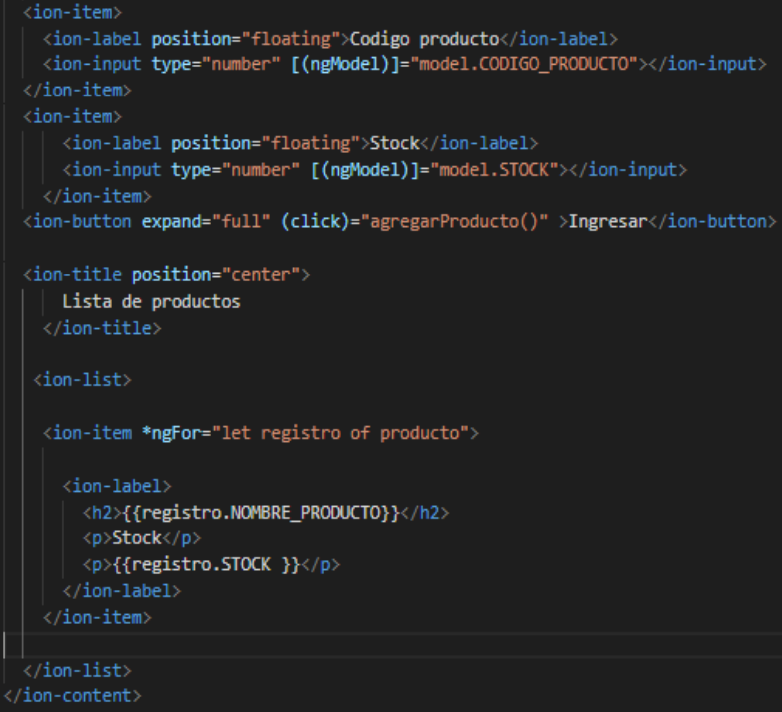 <ion-item>
<ion-label position="floating">Codigo producto</ion-label>
<ion-input type="number" [(ngModel)]="model.CODIGO_PRODUCTO"></ion-input>
</ion-item>
<ion-item>
<ion-label position="floating">Stock</ion-label>
<ion-input type="number" [(ngModel)]="model.STOCK"></ion-input>
</ion-item>
<ion-button expand="full" (click)="agregarProducto()" >Ingresar</ion-button>
<ion-title position="center">
Lista de productos
</ion-title>
<ion-list>
<ion-item *ngFor="let registro of producto">
<ion-label>
<h2>{{registro.NOMBRE_PRODUCTO}}</h2>
<p>Stock</p>
<p>{{registro.STOCK }}</p>
</ion-label>
</ion-item>
</ion-list>
</ion-content>